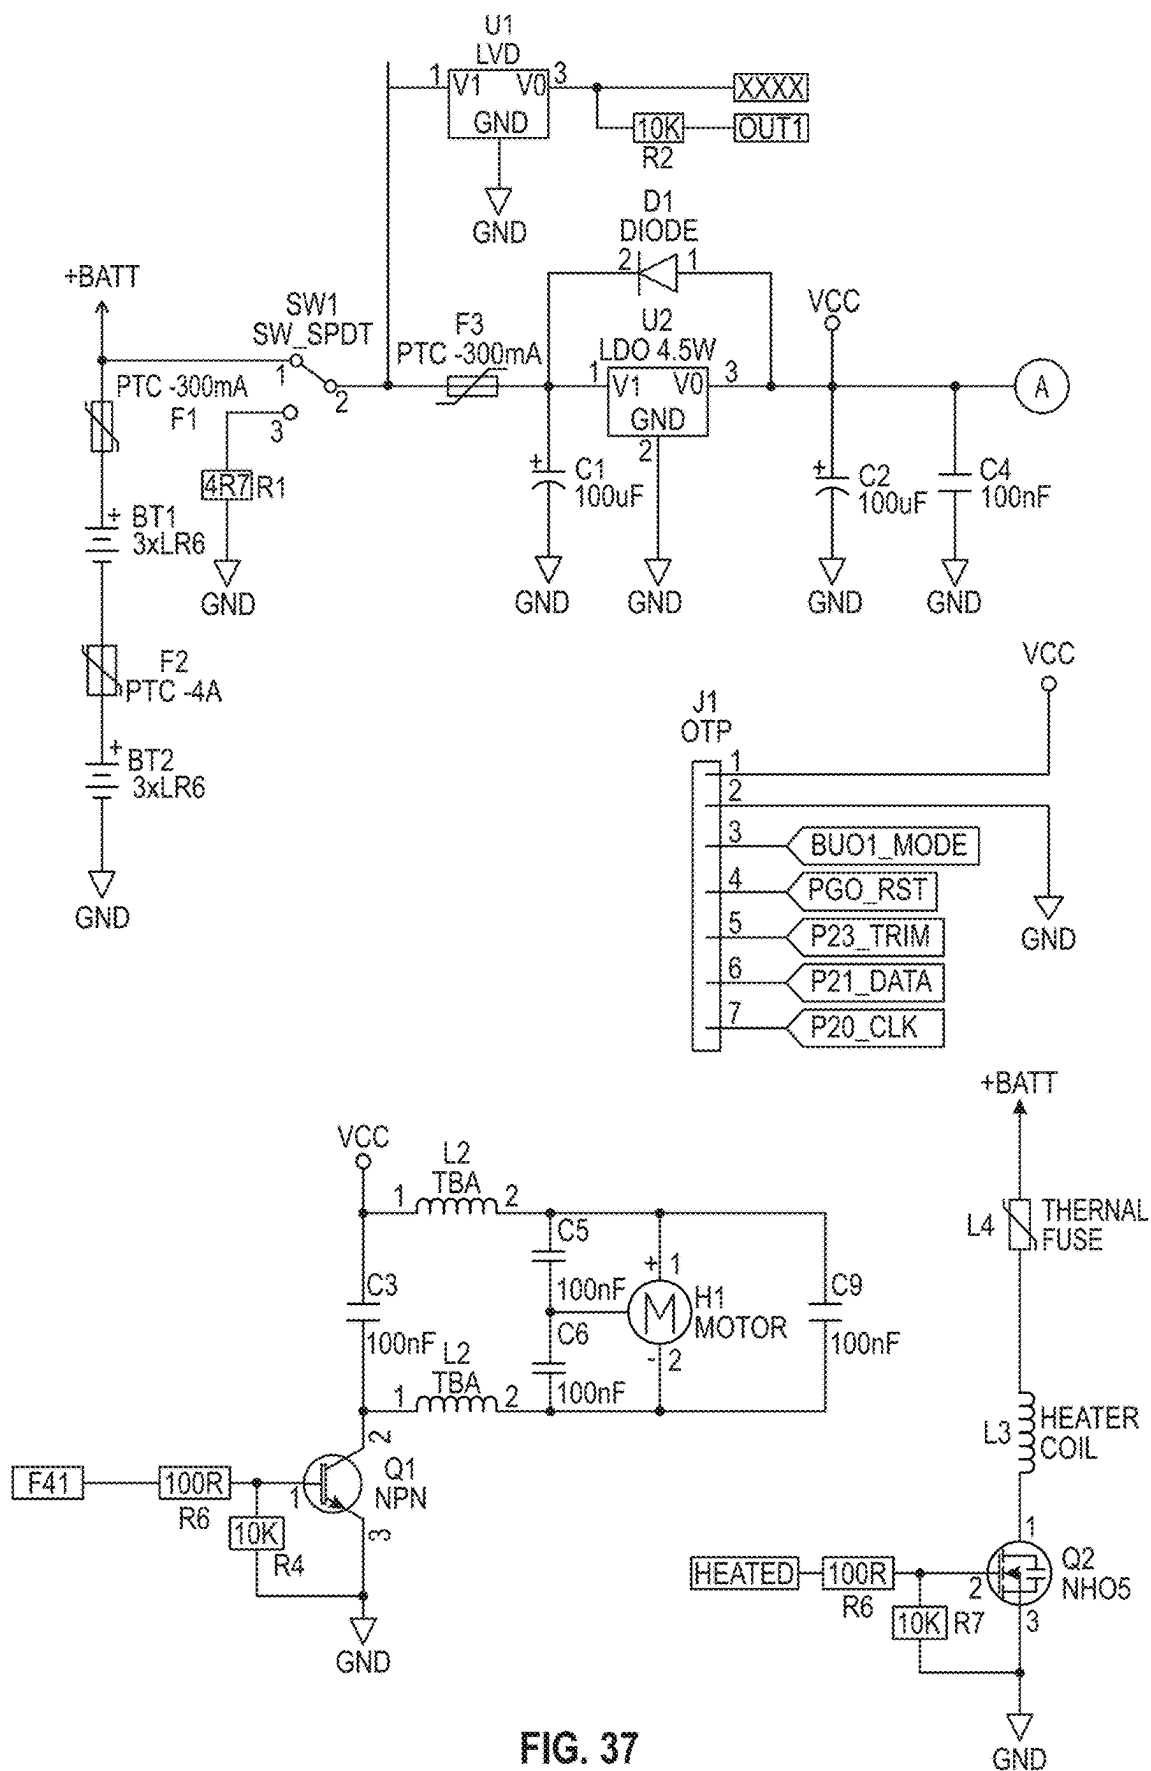 U1
LVD
1
V1
V0
3
GND
XXXX
10K
OUT1
R2
GND
D1
DIODE
2
1
+BATT
SW1
SW_SPDT
1
2
3
PTC -300mA
F1
4R7
R1
GND
F3
PTC -300mA
U2
LDO 4.5W
1
V1
V0
3
GND
2
VCC
A
+
C1
100uF
+
C2
100uF
C4
100nF
GND
GND
GND
GND
+
BT1
3xLR6
F2
PTC -4A
+
BT2
3xLR6
GND
VCC
J1
OTP
1
2
3
BUO1_MODE
4
PGO_RST
5
P23_TRIM
6
P21_DATA
7
P20_CLK
GND
VCC
L2
TBA
1
2
C5
100nF
C3
100nF
+
1
M
H1
MOTOR
-
2
C9
100nF
C6
100nF
L2
TBA
1
2
F41
100R
R6
10K
R4
1
2
3
Q1
NPN
GND
+BATT
L4
THERNAL
FUSE
L3
HEATER
COIL
HEATED
100R
R6
10K
R7
1
2
3
Q2
NHO5
GND
FIG. 37